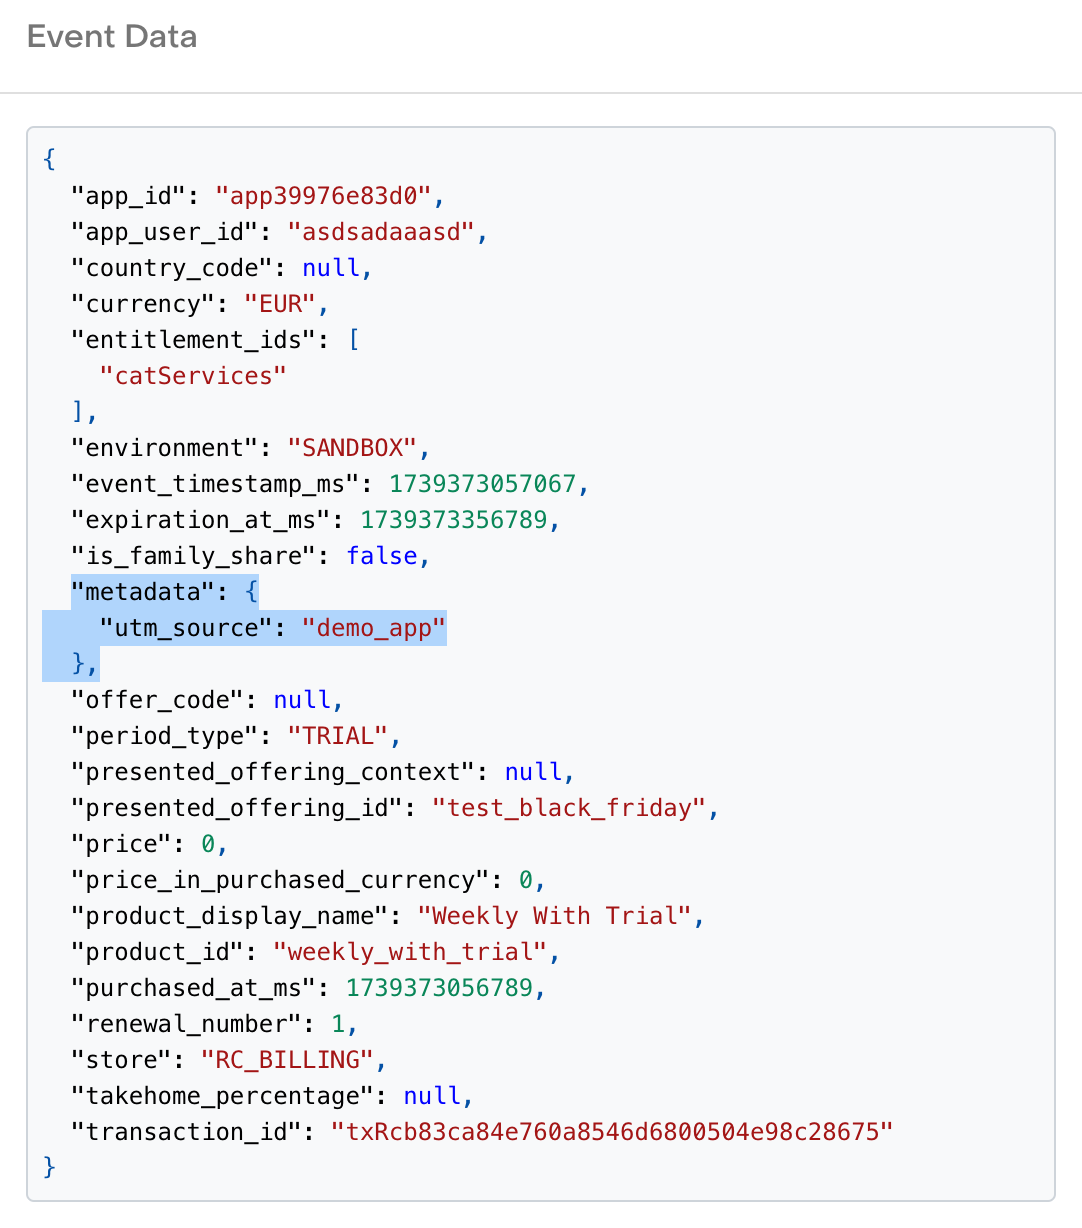 Event Data
{
  "app_id": "app39976e83d0",
  "app_user_id": "asdsadaaasd",
  "country_code": null,
  "currency": "EUR",
  "entitlement_ids": [
    "catServices"
  ],
  "environment": "SANDBOX",
  "event_timestamp_ms": 1739373057067,
  "expiration_at_ms": 1739373356789,
  "is_family_share": false,
  "metadata": {
    "utm_source": "demo_app"
  },
  "offer_code": null,
  "period_type": "TRIAL",
  "presented_offering_context": null,
  "presented_offering_id": "test_black_friday",
  "price": 0,
  "price_in_purchased_currency": 0,
  "product_display_name": "Weekly With Trial",
  "product_id": "weekly_with_trial",
  "purchased_at_ms": 1739373056789,
  "renewal_number": 1,
  "store": "RC_BILLING",
  "takehome_percentage": null,
  "transaction_id": "txRcb83ca84e760a8546d6800504e98c28675"
}